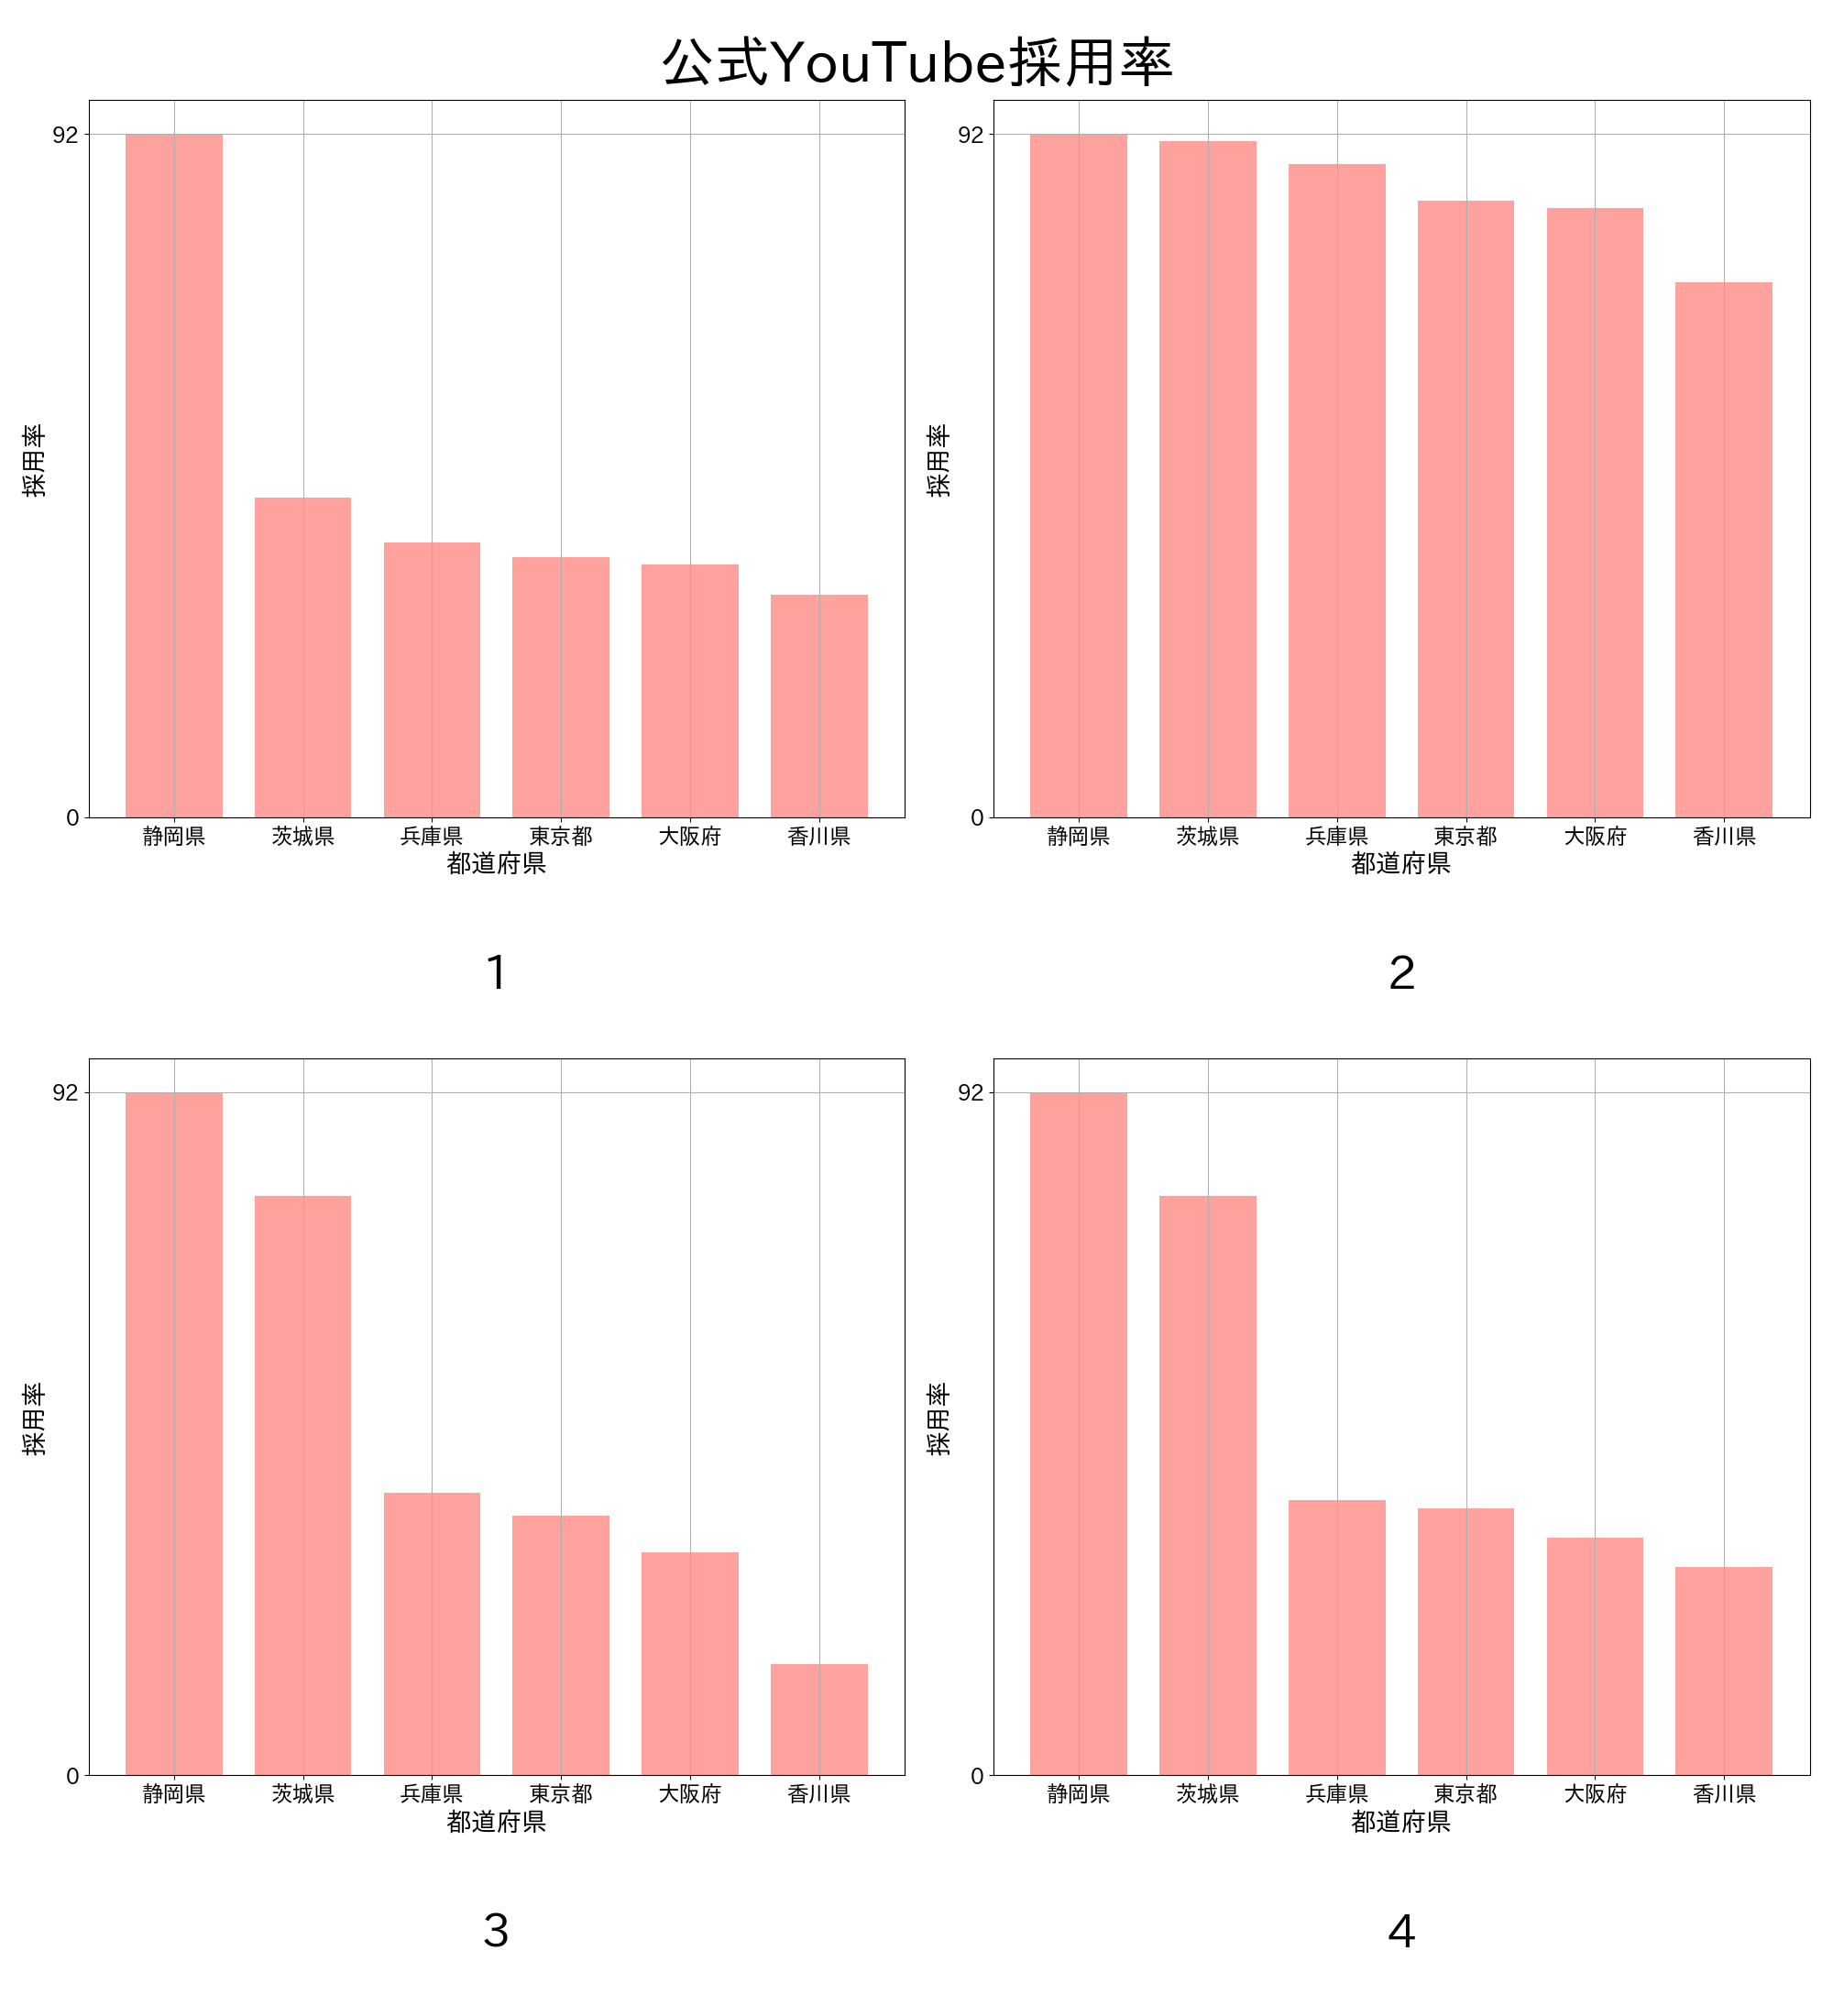 公式YouTube採用率
92
0
採用率
静岡県 茨城県 兵庫県 東京都 大阪府 香川県
都道府県
1
92
0
採用率
静岡県 茨城県 兵庫県 東京都 大阪府 香川県
都道府県
2
92
0
採用率
静岡県 茨城県 兵庫県 東京都 大阪府 香川県
都道府県
3
92
0
採用率
静岡県 茨城県 兵庫県 東京都 大阪府 香川県
都道府県
4